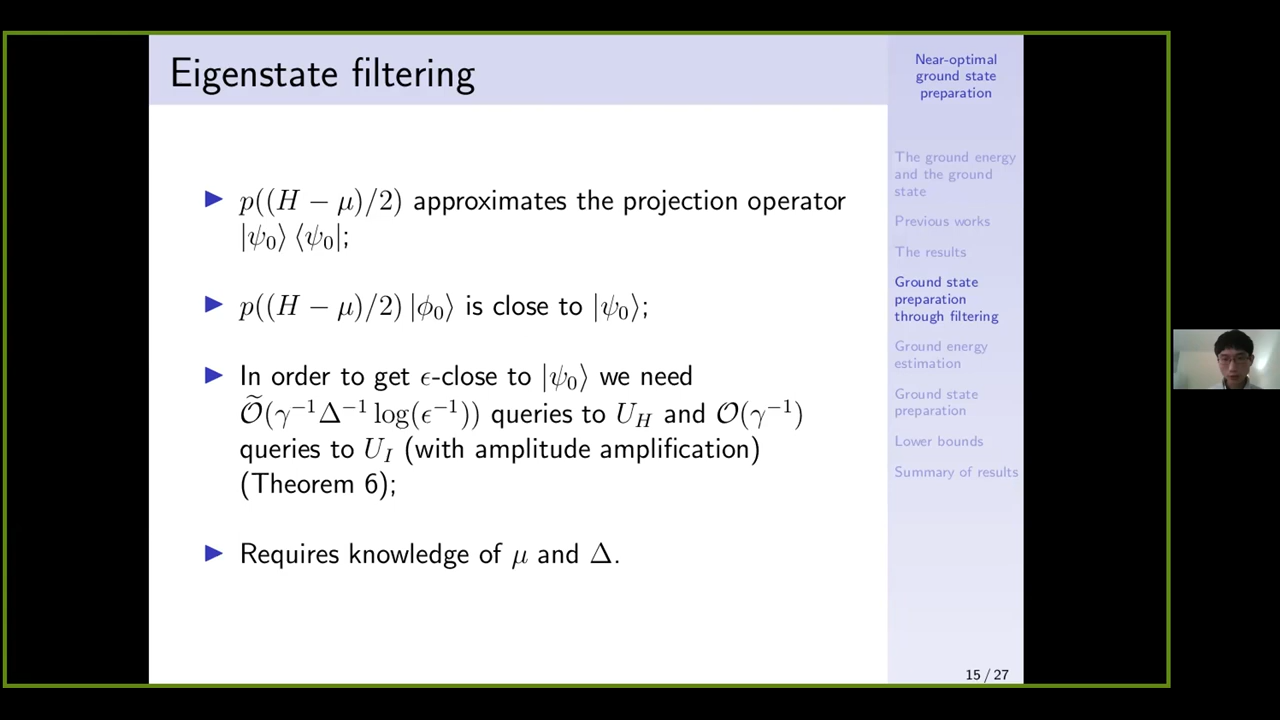 Eigenstate filtering
▶ p((H − μ)/2) approximates the projection operator
|ψ₀⟩ ⟨ψ₀|;
▶ p((H − μ)/2) |ϕ₀⟩ is close to |ψ₀⟩;
▶ In order to get ϵ-close to |ψ₀⟩ we need
Õ(γ⁻¹Δ⁻¹ log(ϵ⁻¹)) queries to U_H and O(γ⁻¹)
queries to U_I (with amplitude amplification)
(Theorem 6);
▶ Requires knowledge of μ and Δ.
Near-optimal
ground state
preparation
The ground energy
and the ground
state
Previous works
The results
Ground state
preparation
through filtering
Ground energy
estimation
Ground state
preparation
Lower bounds
Summary of results
15 / 27